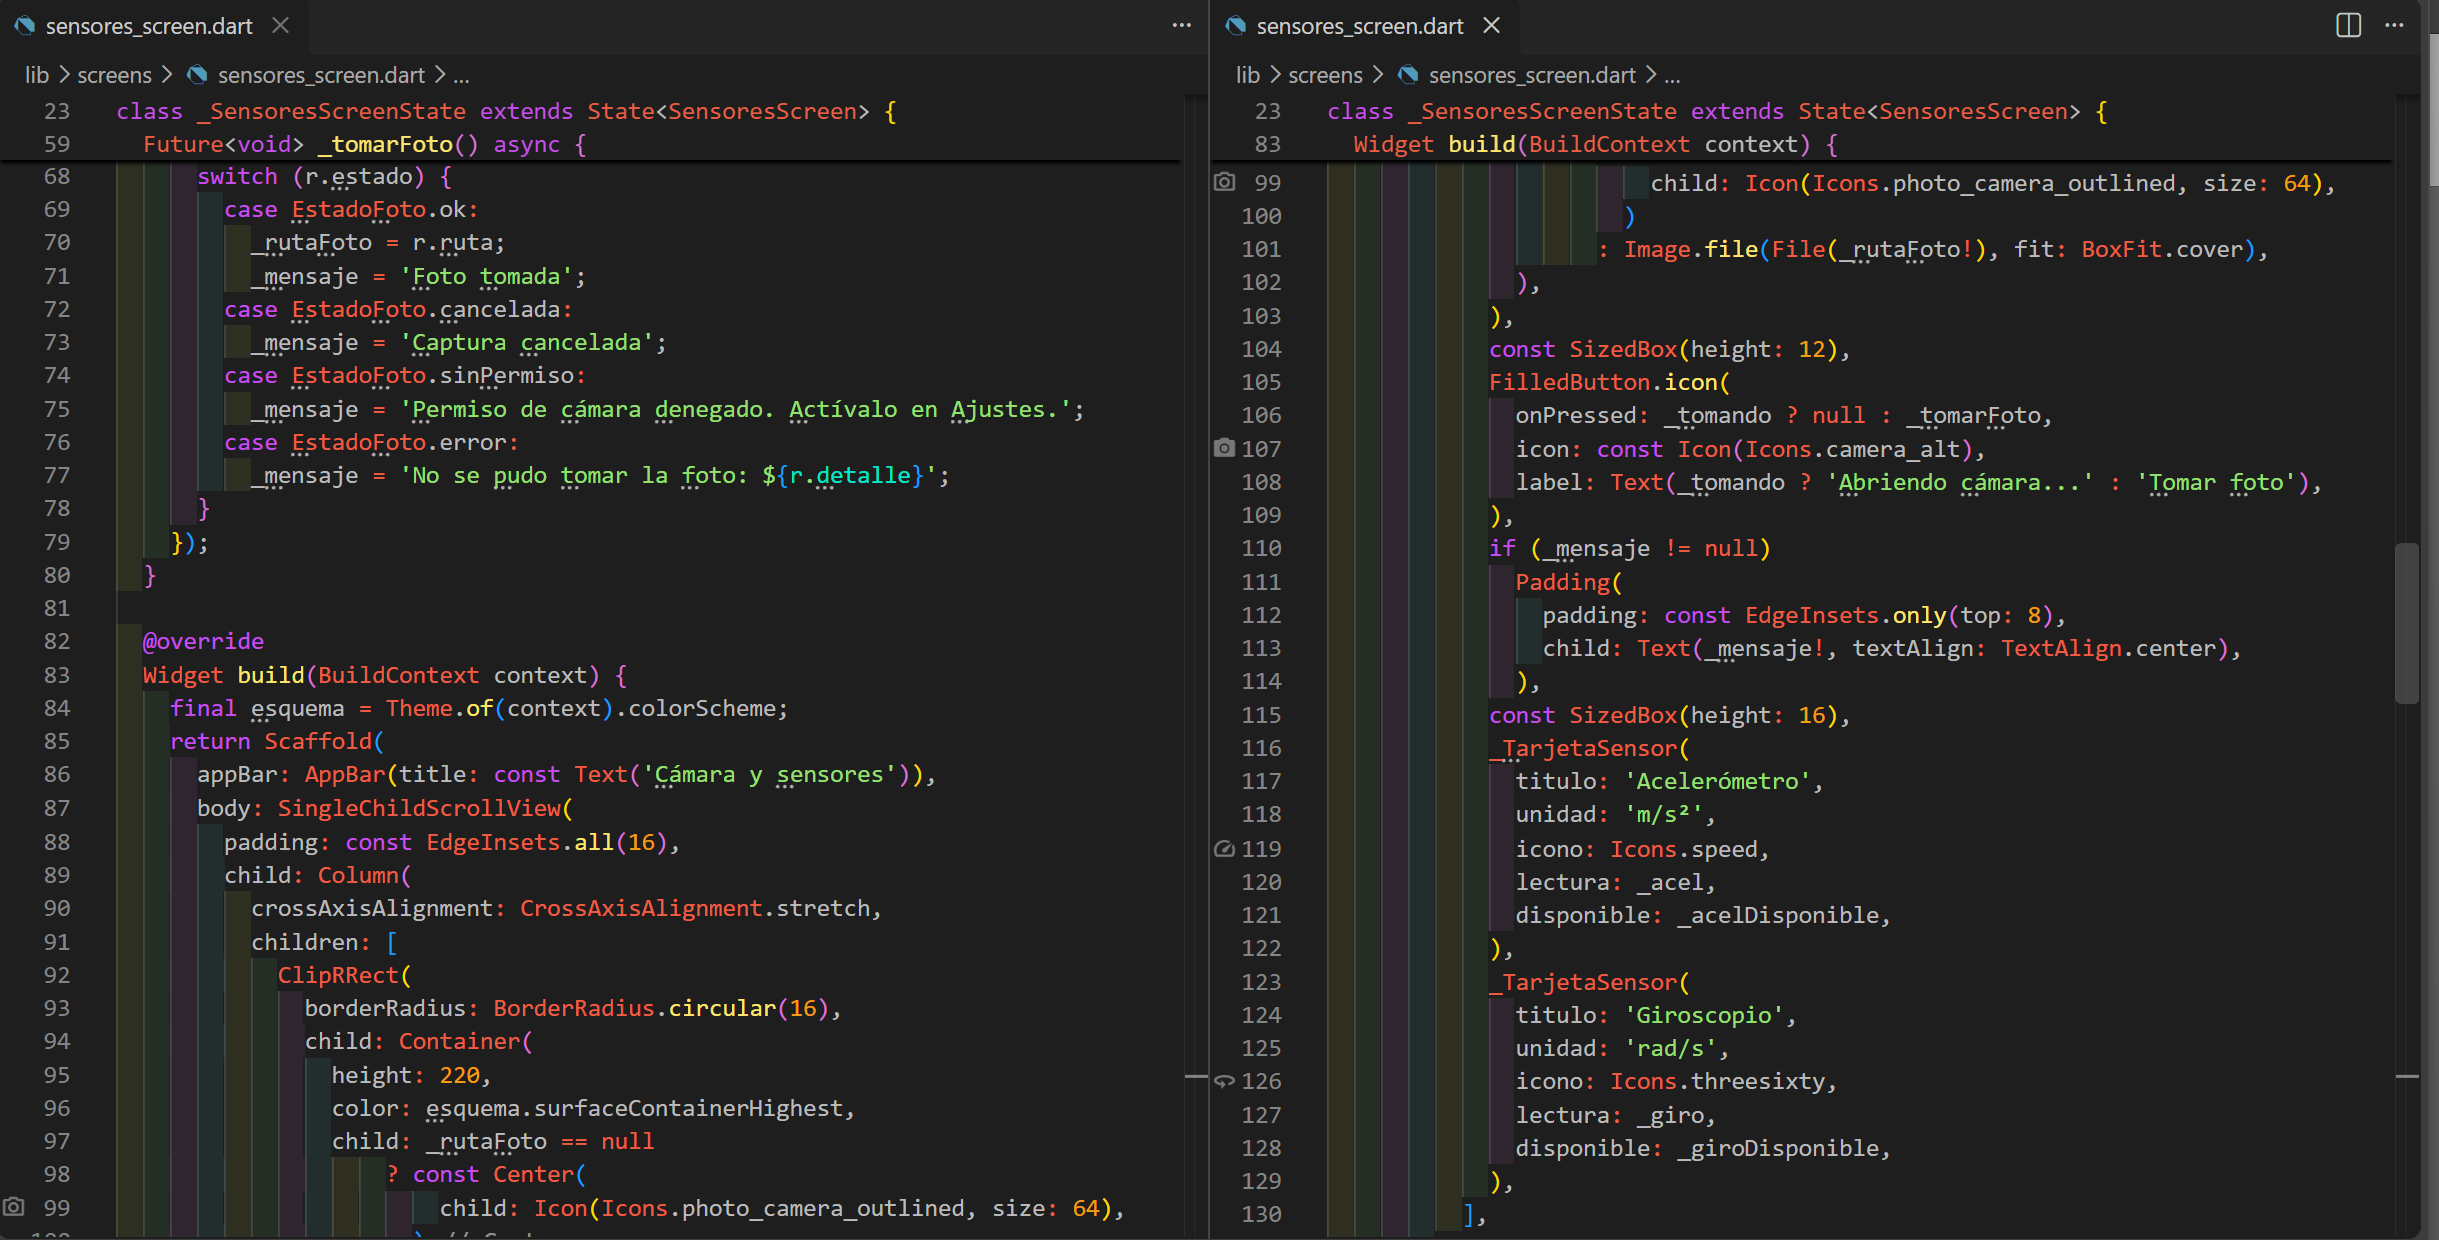 sensores_screen.dart
lib > screens > sensores_screen.dart > ...
23 class _SensoresScreenState extends State<SensoresScreen> {
59 Future<void> _tomarFoto() async {
68 switch (r.estado) {
69 case EstadoFoto.ok:
70 _rutaFoto = r.ruta;
71 _mensaje = 'Foto tomada';
72 case EstadoFoto.cancelada:
73 _mensaje = 'Captura cancelada';
74 case EstadoFoto.sinPermiso:
75 _mensaje = 'Permiso de cámara denegado. Actívalo en Ajustes.';
76 case EstadoFoto.error:
77 _mensaje = 'No se pudo tomar la foto: ${r.detalle}';
78 }
79 });
80 }
81
82 @override
83 Widget build(BuildContext context) {
84 final esquema = Theme.of(context).colorScheme;
85 return Scaffold(
86 appBar: AppBar(title: const Text('Cámara y sensores')),
87 body: SingleChildScrollView(
88 padding: const EdgeInsets.all(16),
89 child: Column(
90 crossAxisAlignment: CrossAxisAlignment.stretch,
91 children: [
92 ClipRRect(
93 borderRadius: BorderRadius.circular(16),
94 child: Container(
95 height: 220,
96 color: esquema.surfaceContainerHighest,
97 child: _rutaFoto == null
98 ? const Center(
99 child: Icon(Icons.photo_camera_outlined, size: 64),
sensores_screen.dart
lib > screens > sensores_screen.dart > ...
23 class _SensoresScreenState extends State<SensoresScreen> {
83 Widget build(BuildContext context) {
99 child: Icon(Icons.photo_camera_outlined, size: 64),
100 )
101 : Image.file(File(_rutaFoto!), fit: BoxFit.cover),
102 ),
103 ),
104 const SizedBox(height: 12),
105 FilledButton.icon(
106 onPressed: _tomando ? null : _tomarFoto,
107 icon: const Icon(Icons.camera_alt),
108 label: Text(_tomando ? 'Abriendo cámara...' : 'Tomar foto'),
109 ),
110 if (_mensaje != null)
111 Padding(
112 padding: const EdgeInsets.only(top: 8),
113 child: Text(_mensaje!, textAlign: TextAlign.center),
114 ),
115 const SizedBox(height: 16),
116 _TarjetaSensor(
117 titulo: 'Acelerómetro',
118 unidad: 'm/s²',
119 icono: Icons.speed,
120 lectura: _acel,
121 disponible: _acelDisponible,
122 ),
123 _TarjetaSensor(
124 titulo: 'Giroscopio',
125 unidad: 'rad/s',
126 icono: Icons.threesixty,
127 lectura: _giro,
128 disponible: _giroDisponible,
129 ),
130 ],